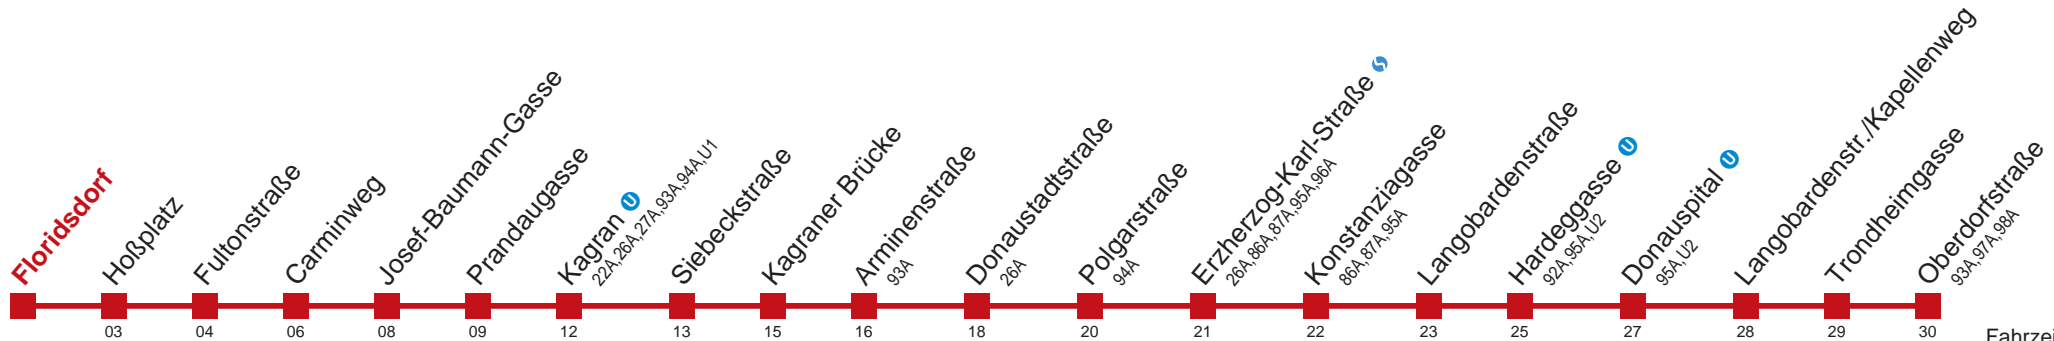 Floridsdorf
Hoßplatz
Fultonstraße
Carminweg
Josef-Baumann-Gasse
Prandaugasse
Kagran U
22A,26A,27A,93A,94A,U1
Siebeckstraße
Kagraner Brücke
Arminenstraße
93A
Donaustadtstraße
26A
Polgarstraße
94A
Erzherzog-Karl-Straße S
26A,86A,87A,95A,96A
Konstanziagasse
86A,87A,95A
Langobardenstraße
Hardeggasse U
92A,95A,U2
Donauspital U
95A,U2
Langobardenstr./Kapellenweg
Trondheimgasse
Oberdorfstraße
93A,97A,98A
03 04 06 08 09 12 13 15 16 18 20 21 22 23 25 27 28 29 30
Fahrzei